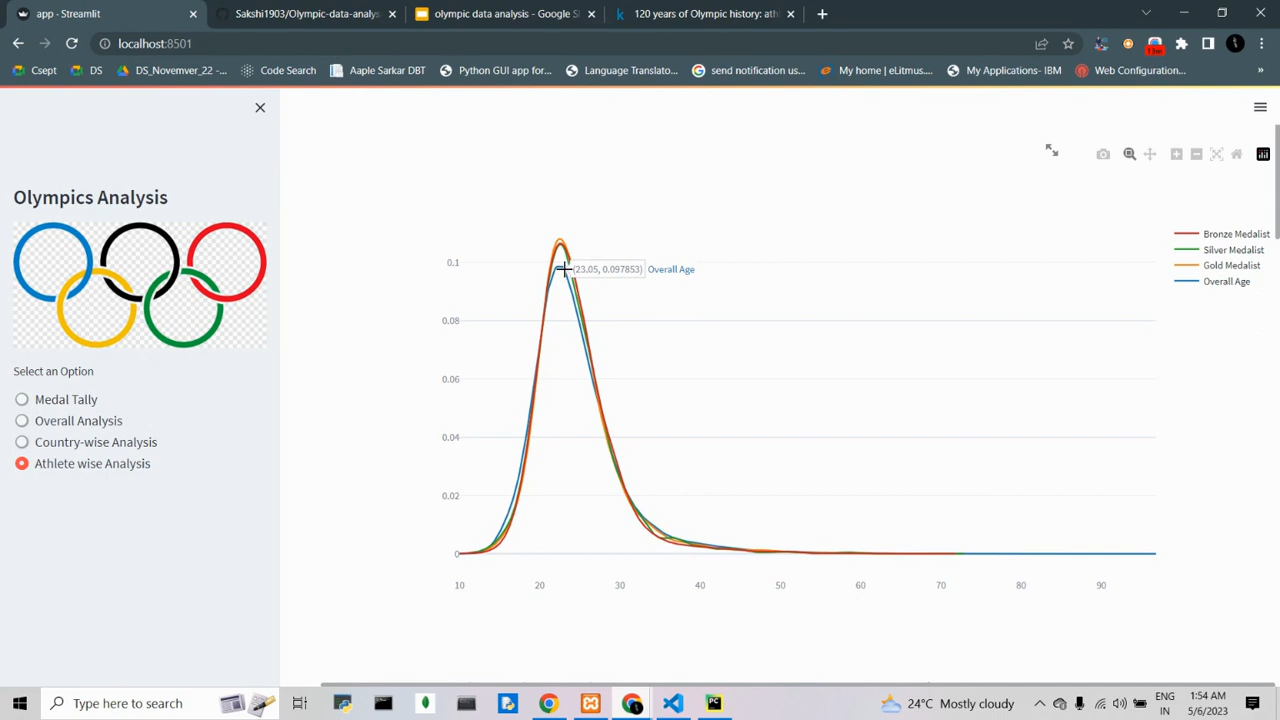 app - Streamlit
Sakshi1903/Olympic-data-analys
olympic data analysis - Google S
120 years of Olympic history: ath
localhost:8501
13m
Csept
DS
DS_Novemver_22 -...
Code Search
Aaple Sarkar DBT
Python GUI app for...
Language Translato...
send notification us...
My home | eLitmus....
My Applications- IBM
Web Configuration...
»
Olympics Analysis
Select an Option
Medal Tally
Overall Analysis
Country-wise Analysis
Athlete wise Analysis
Bronze Medalist
Silver Medalist
Gold Medalist
Overall Age
(23.05, 0.097853) Overall Age
0.1
0.08
0.06
0.04
0.02
0
10 20 30 40 50 60 70 80 90
Type here to search
24°C Mostly cloudy
ENG
IN
1:54 AM
5/6/2023